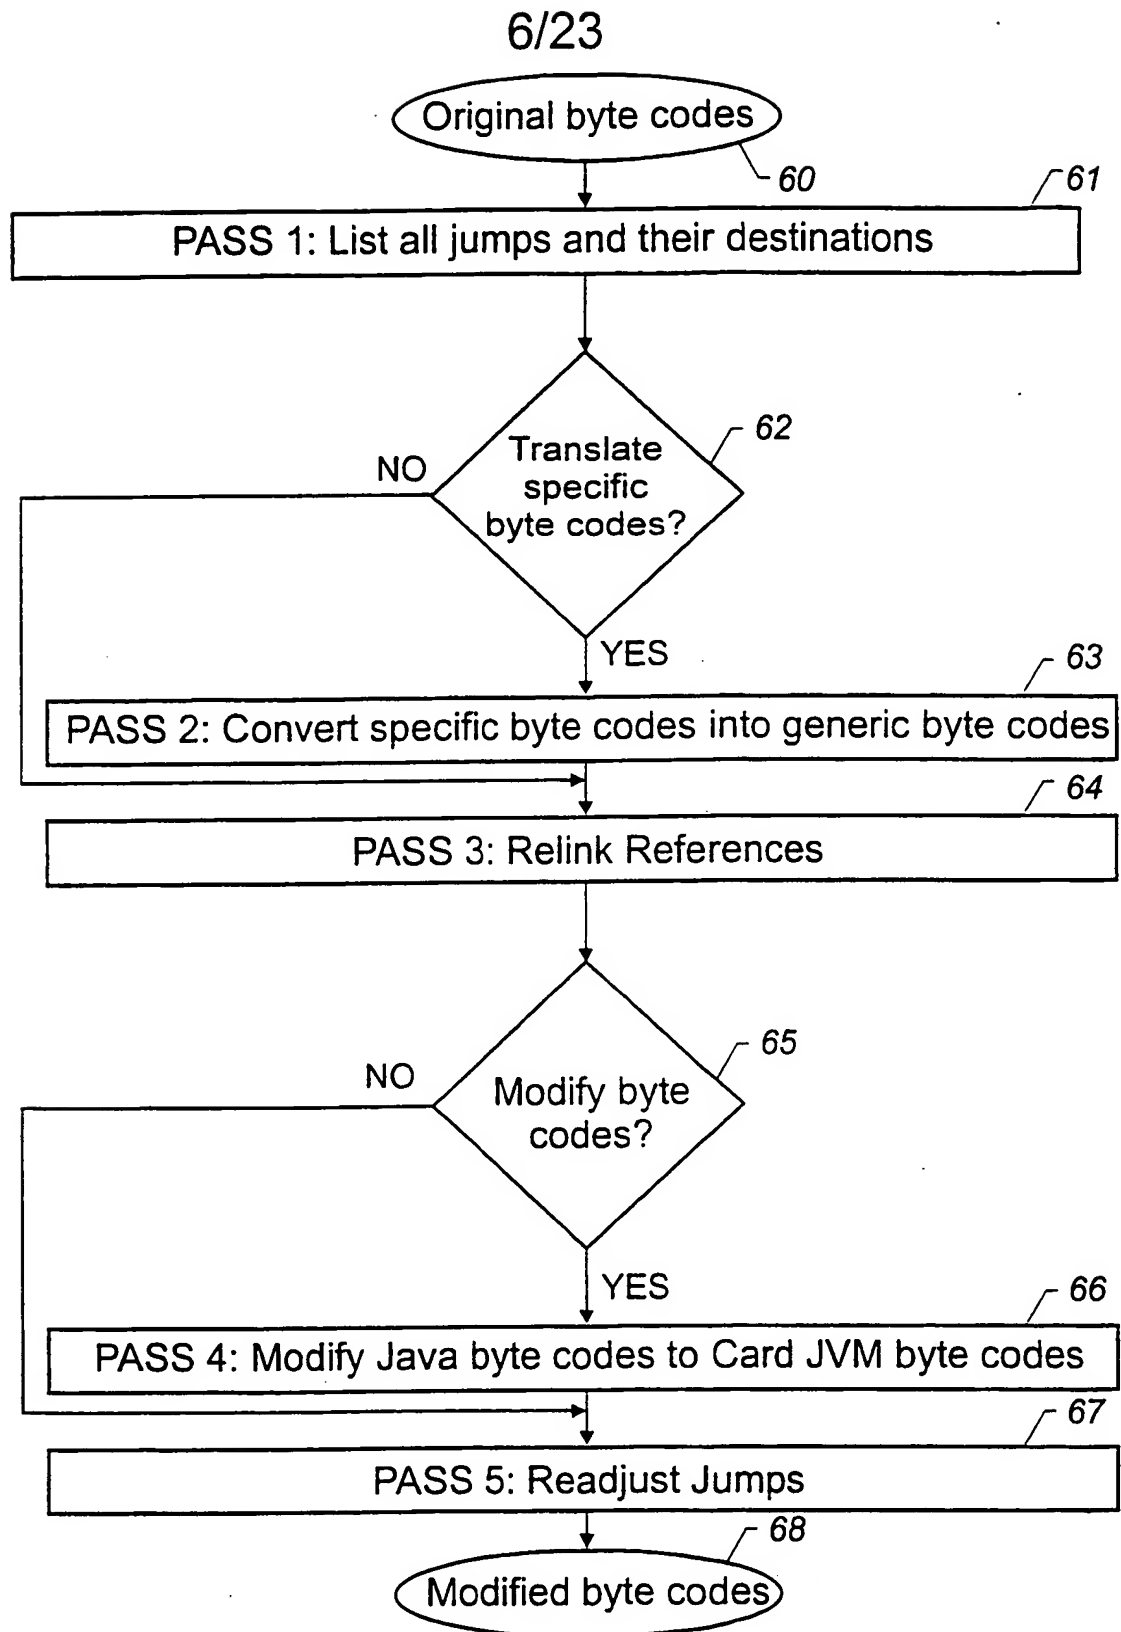 6/23
Original byte codes
60
61
PASS 1: List all jumps and their destinations
62
Translate
specific
byte codes?
NO
YES
63
PASS 2: Convert specific byte codes into generic byte codes
64
PASS 3: Relink References
65
NO
Modify byte
codes?
YES
66
PASS 4: Modify Java byte codes to Card JVM byte codes
67
PASS 5: Readjust Jumps
68
Modified byte codes